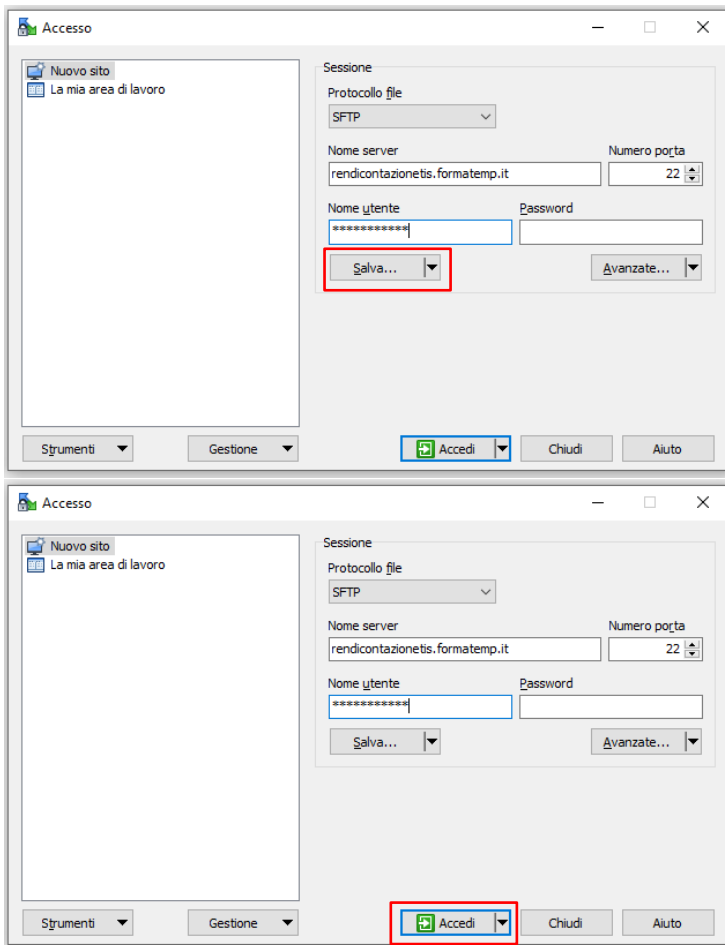 Accesso
Nuovo sito
La mia area di lavoro
Sessione
Protocollo file
SFTP
Nome server Numero porta
rendicontazionetis.formatemp.it 22
Nome utente Password
***********
Salva... Avanzate...
Strumenti Gestione Accedi Chiudi Aiuto
Accesso
Nuovo sito
La mia area di lavoro
Sessione
Protocollo file
SFTP
Nome server Numero porta
rendicontazionetis.formatemp.it 22
Nome utente Password
***********
Salva... Avanzate...
Strumenti Gestione Accedi Chiudi Aiuto